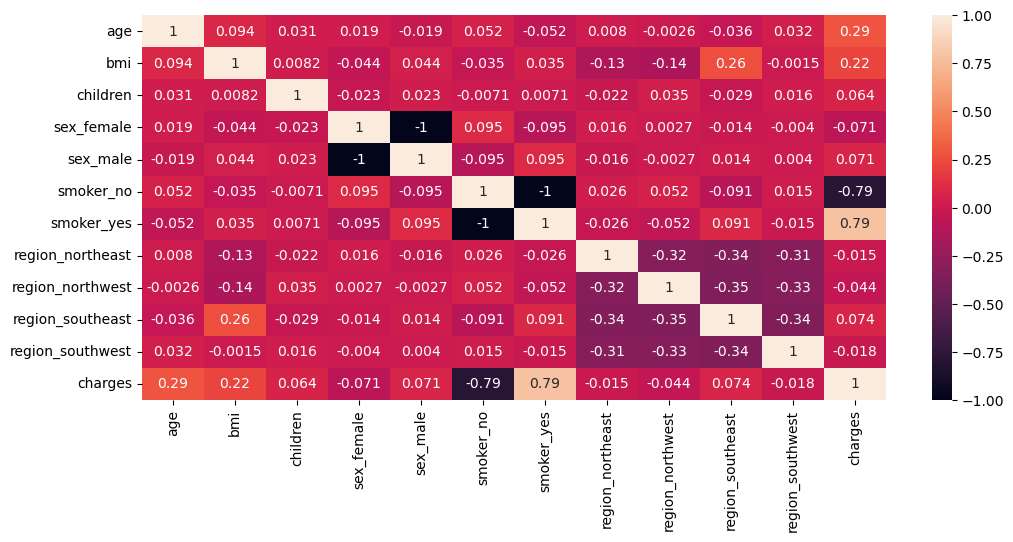 age 1 0.094 0.031 0.019 -0.019 0.052 -0.052 0.008 -0.0026 -0.036 0.032 0.29
bmi 0.094 1 0.0082 -0.044 0.044 -0.035 0.035 -0.13 -0.14 0.26 -0.0015 0.22
children 0.031 0.0082 1 -0.023 0.023 -0.0071 0.0071 -0.022 0.035 -0.029 0.016 0.064
sex_female 0.019 -0.044 -0.023 1 -1 0.095 -0.095 0.016 0.0027 -0.014 -0.004 -0.071
sex_male -0.019 0.044 0.023 -1 1 -0.095 0.095 -0.016 -0.0027 0.014 0.004 0.071
smoker_no 0.052 -0.035 -0.0071 0.095 -0.095 1 -1 0.026 0.052 -0.091 0.015 -0.79
smoker_yes -0.052 0.035 0.0071 -0.095 0.095 -1 1 -0.026 -0.052 0.091 -0.015 0.79
region_northeast 0.008 -0.13 -0.022 0.016 -0.016 0.026 -0.026 1 -0.32 -0.34 -0.31 -0.015
region_northwest -0.0026 -0.14 0.035 0.0027 -0.0027 0.052 -0.052 -0.32 1 -0.35 -0.33 -0.044
region_southeast -0.036 0.26 -0.029 -0.014 0.014 -0.091 0.091 -0.34 -0.35 1 -0.34 0.074
region_southwest 0.032 -0.0015 0.016 -0.004 0.004 0.015 -0.015 -0.31 -0.33 -0.34 1 -0.018
charges 0.29 0.22 0.064 -0.071 0.071 -0.79 0.79 -0.015 -0.044 0.074 -0.018 1
age
bmi
children
sex_female
sex_male
smoker_no
smoker_yes
region_northeast
region_northwest
region_southeast
region_southwest
charges
1.00
0.75
0.50
0.25
0.00
−0.25
−0.50
−0.75
−1.00